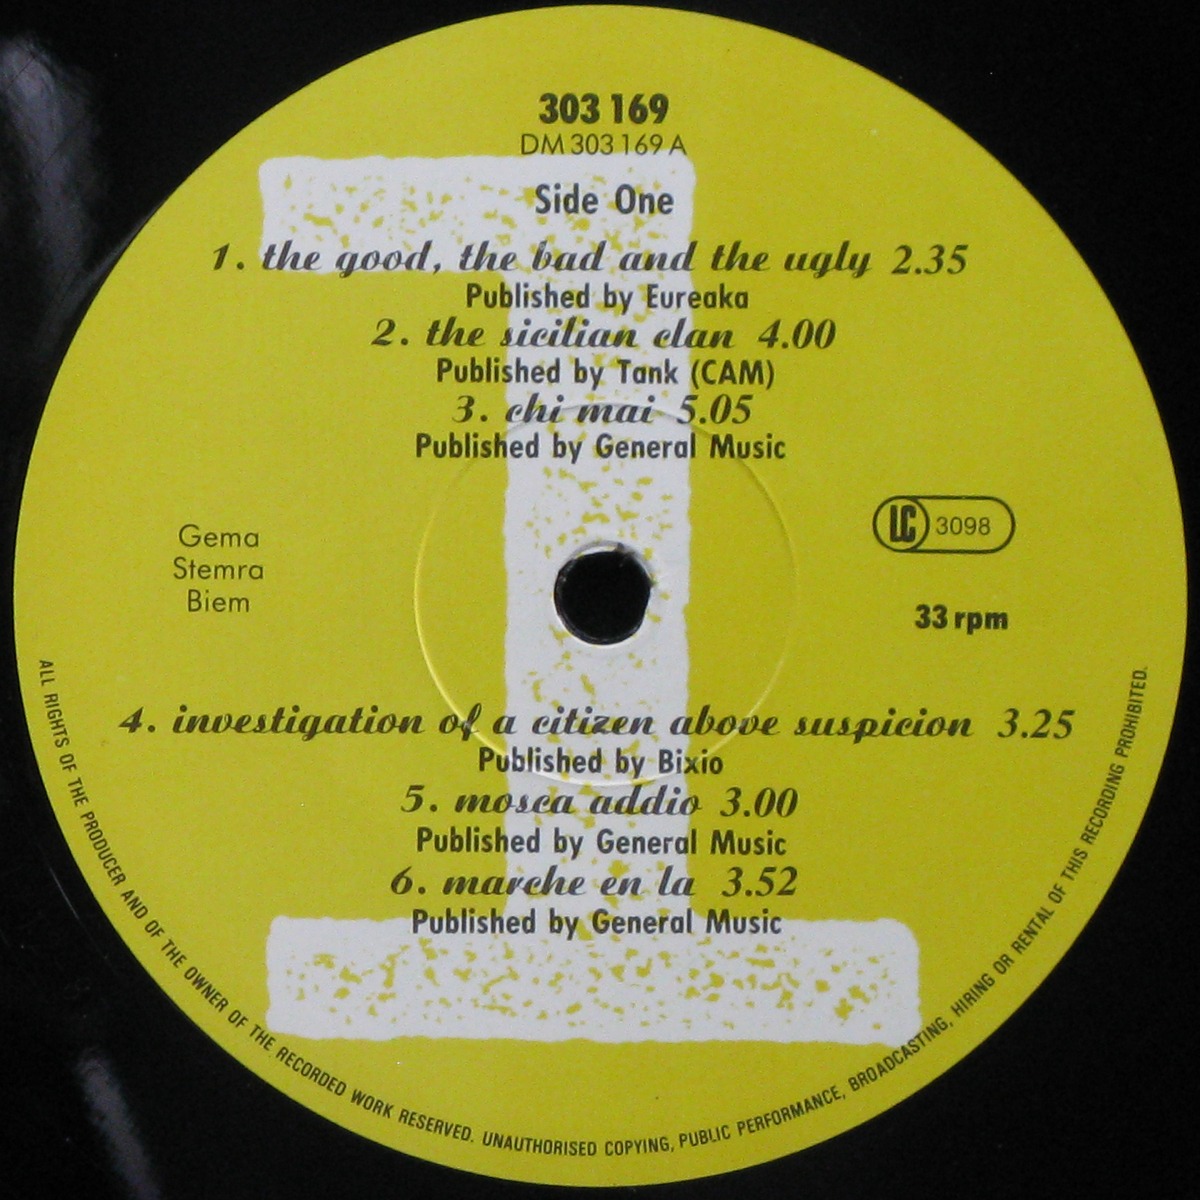 303 169
DM 303 169 A
Side One
1. the good, the bad and the ugly 2.35
Published by Eureaka
2. the sicilian clan 4.00
Published by Tank (CAM)
3. chi mai 5.05
Published by General Music
Gema
Stemra
Biem
LC 3098
33 rpm
4. investigation of a citizen above suspicion 3.25
Published by Bixio
5. mosca addio 3.00
Published by General Music
6. marche en la 3.52
Published by General Music
ALL RIGHTS OF THE PRODUCER AND OF THE OWNER OF THE RECORDED WORK RESERVED. UNAUTHORISED COPYING, PUBLIC PERFORMANCE, BROADCASTING, HIRING OR RENTAL OF THIS RECORDING PROHIBITED.